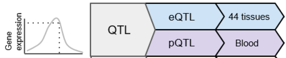 Gene
expression
QTL
eQTL
44 tissues
pQTL
Blood